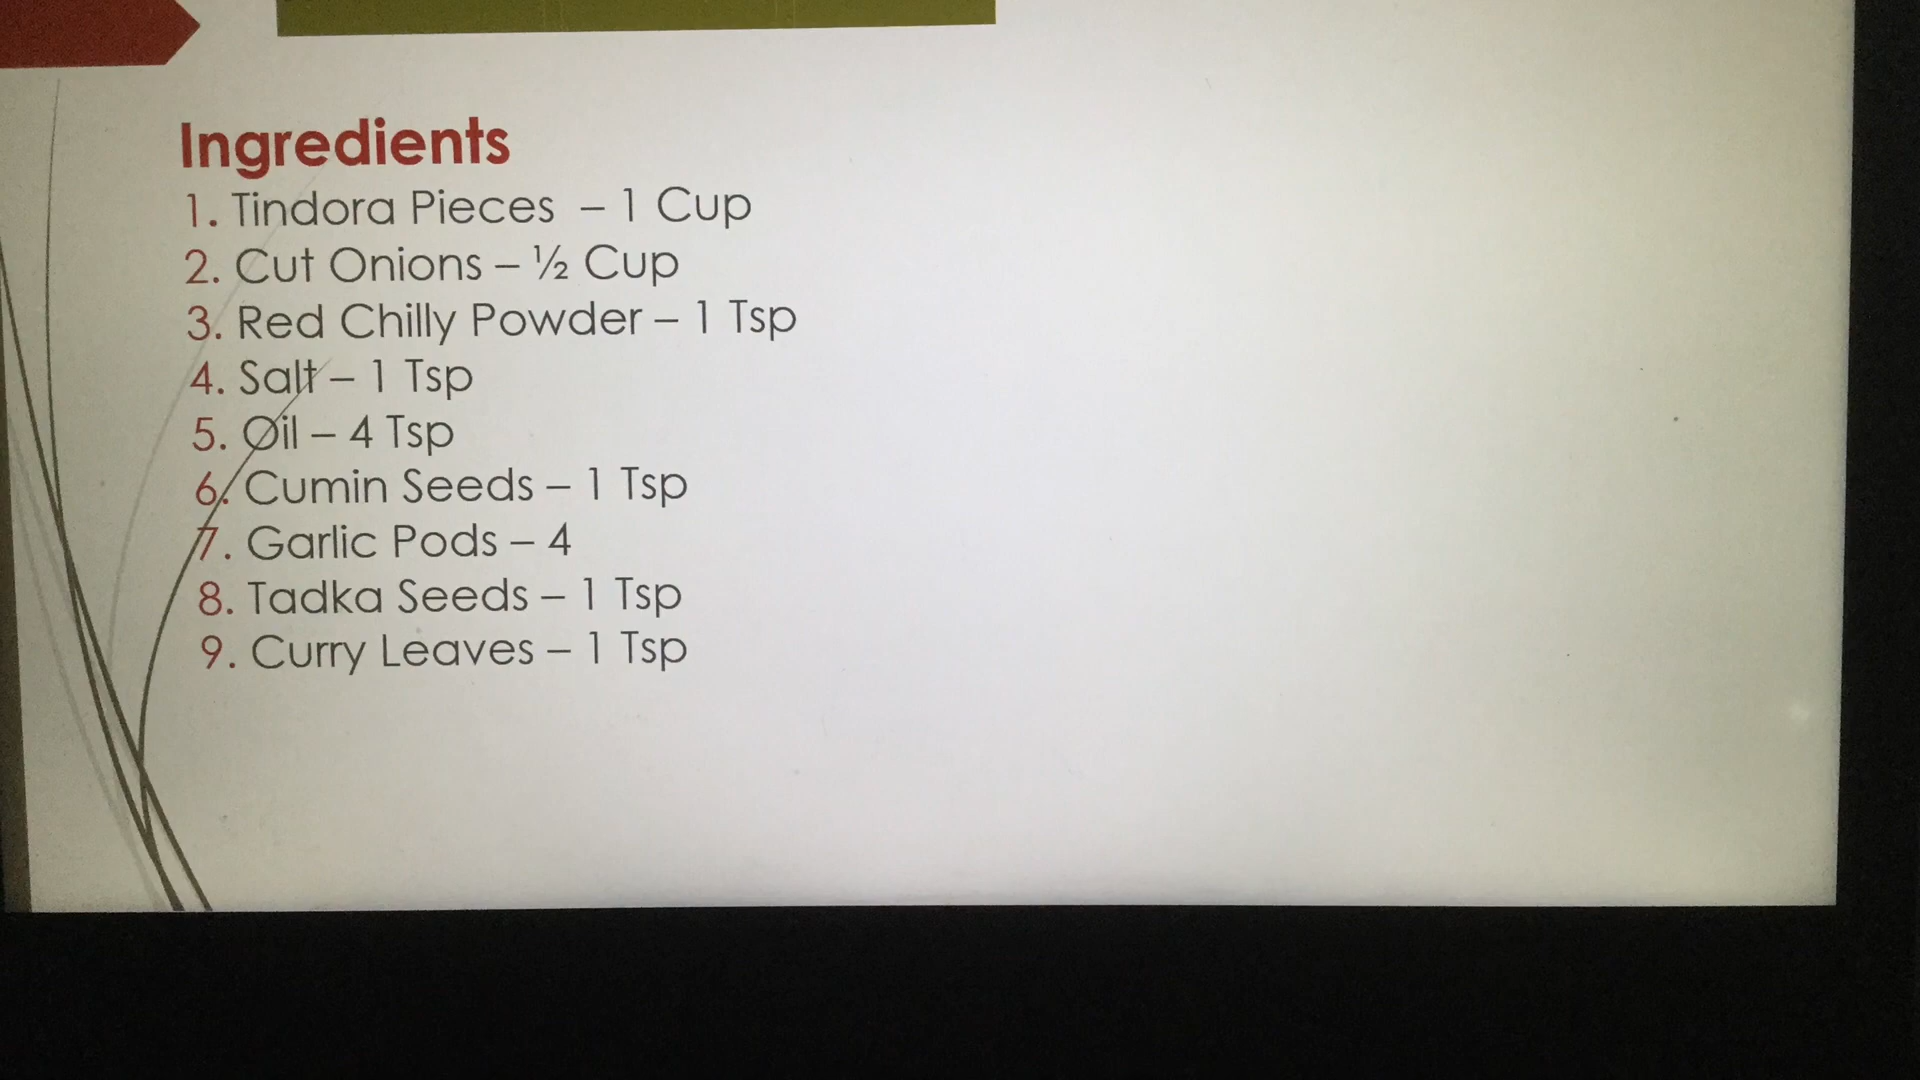 Ingredients
1. Tindora Pieces – 1 Cup
2. Cut Onions – ½ Cup
3. Red Chilly Powder – 1 Tsp
4. Salt – 1 Tsp
5. Oil – 4 Tsp
6. Cumin Seeds – 1 Tsp
7. Garlic Pods – 4
8. Tadka Seeds – 1 Tsp
9. Curry Leaves – 1 Tsp